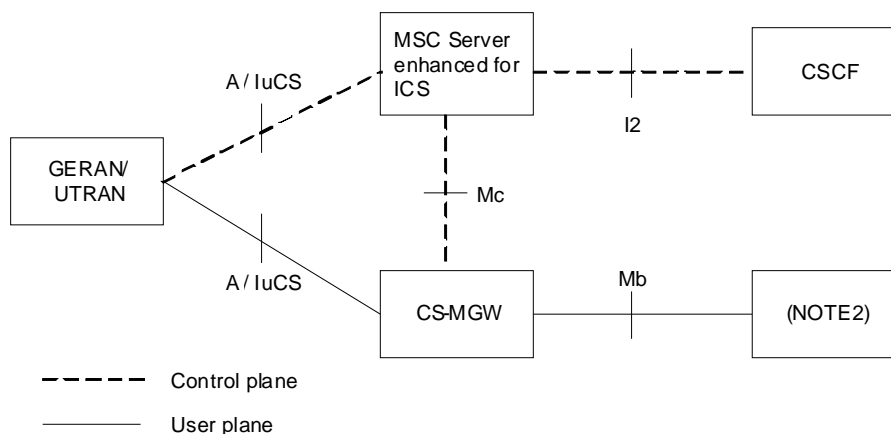 MSC Server
enhanced for
ICS
CSCF
A / IuCS
I2
GERAN/
UTRAN
Mc
A / IuCS
Mb
CS-MGW
(NOTE2)
Control plane
User plane